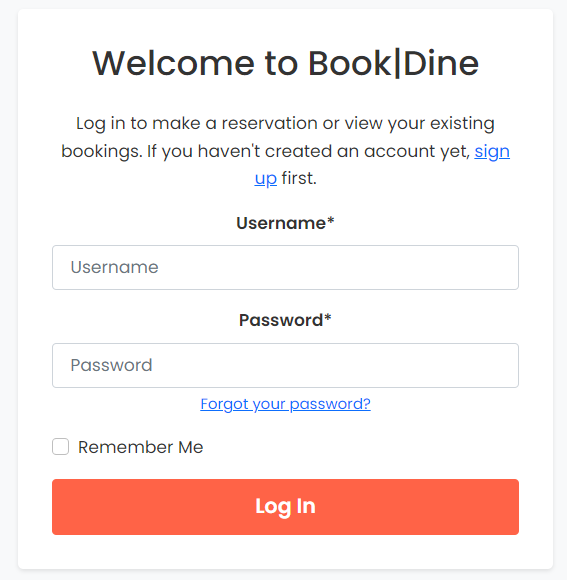 Welcome to Book|Dine
Log in to make a reservation or view your existing
bookings. If you haven't created an account yet, sign
up first.
Username*
Username
Password*
Password
Forgot your password?
Remember Me
Log In